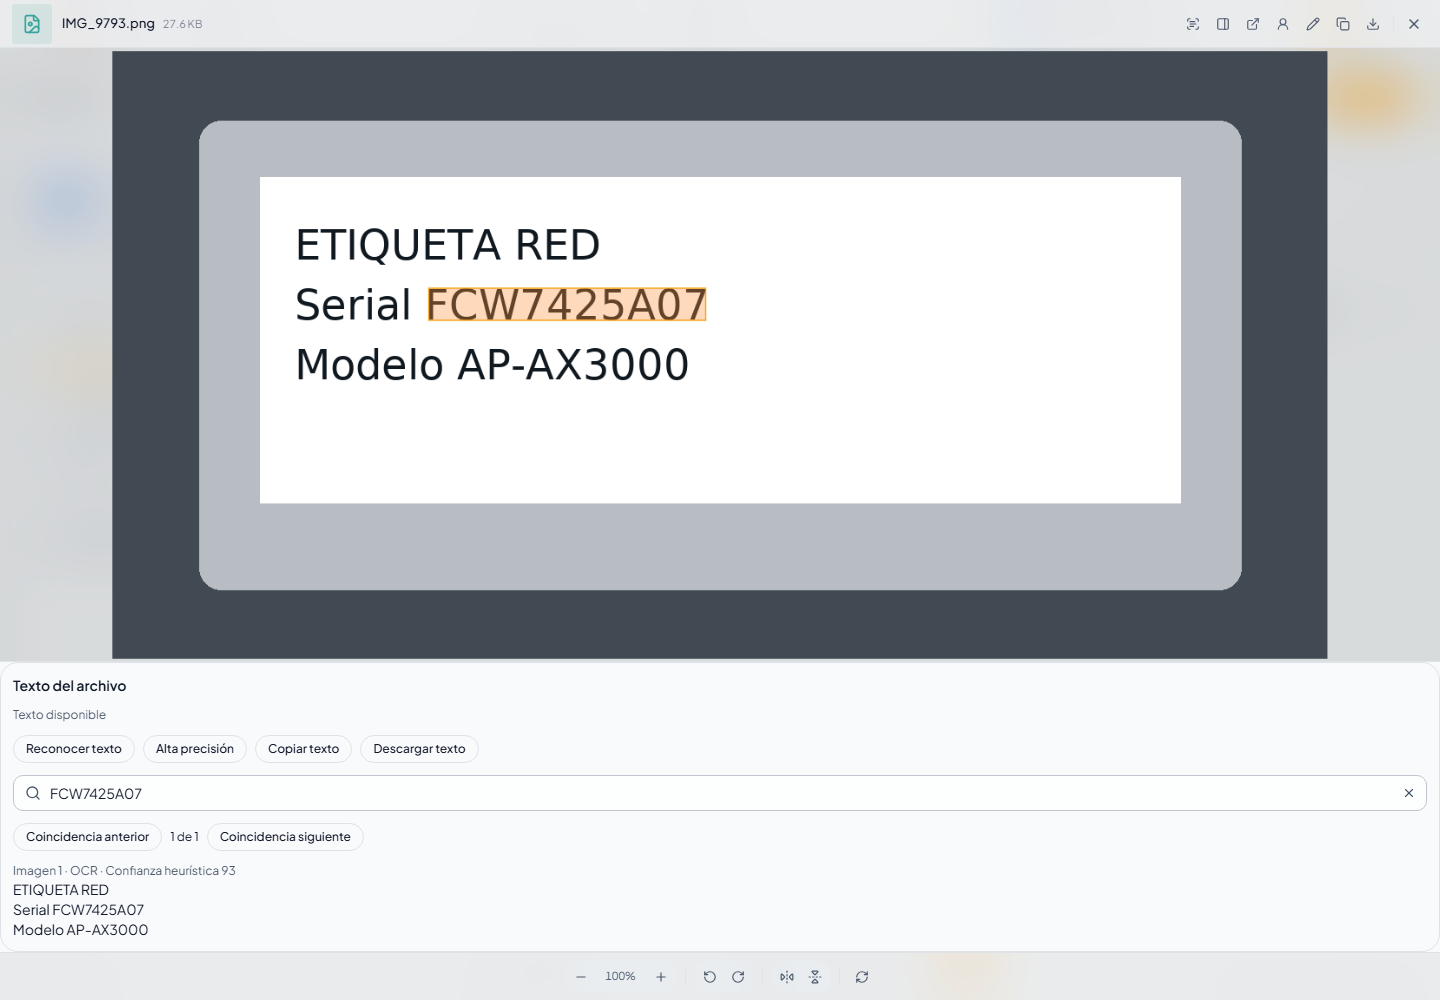 IMG_9793.png 27.6 KB
ETIQUETA RED
Serial FCW7425A07
Modelo AP-AX3000
Texto del archivo
Texto disponible
Reconocer texto Alta precisión Copiar texto Descargar texto
FCW7425A07
Coincidencia anterior 1 de 1 Coincidencia siguiente
Imagen 1 · OCR · Confianza heurística 93
ETIQUETA RED
Serial FCW7425A07
Modelo AP-AX3000
100%